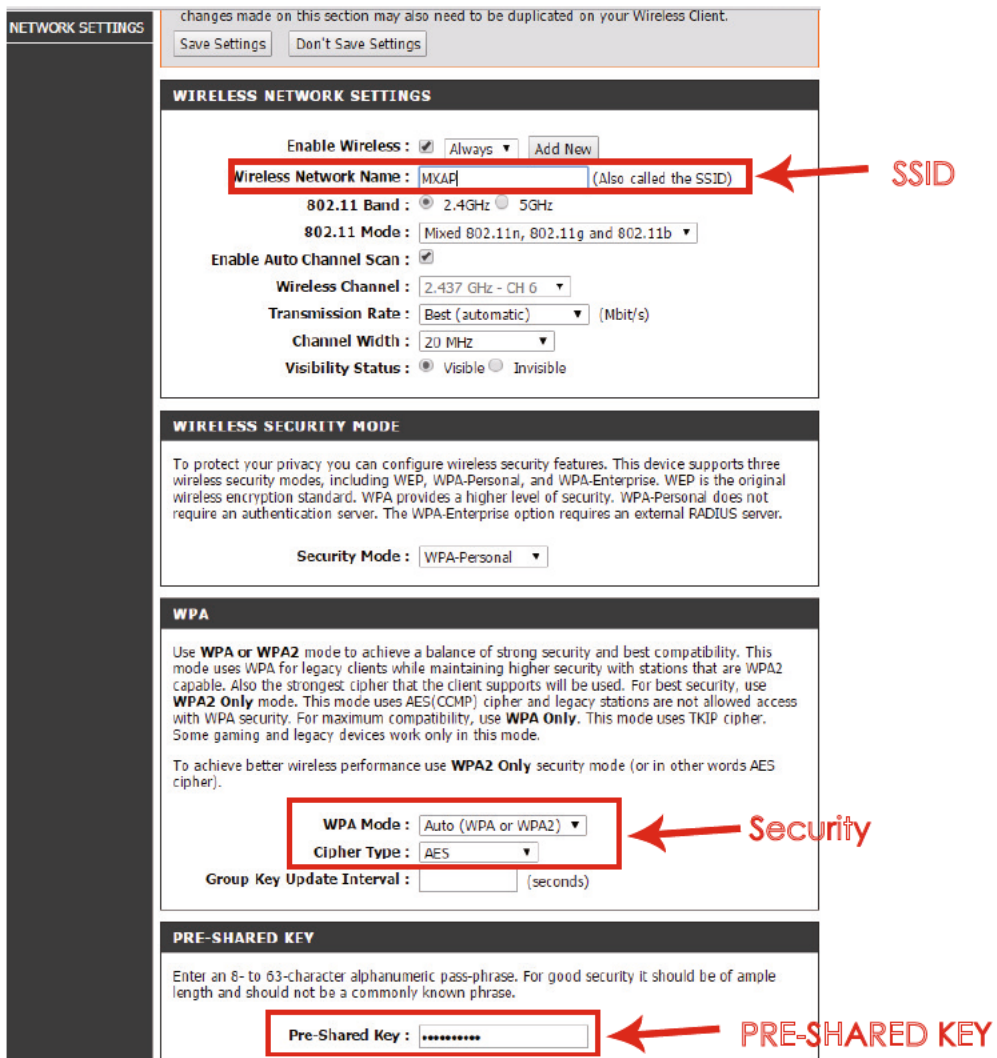 changes made on this section may also need to be duplicated on your Wireless Client.
NETWORK SETTINGS
Save Settings Don't Save Settings
WIRELESS NETWORK SETTINGS
Enable Wireless : Always Add New
Wireless Network Name : MXAP (Also called the SSID)
SSID
802.11 Band : 2.4GHz 5GHz
802.11 Mode : Mixed 802.11n, 802.11g and 802.11b
Enable Auto Channel Scan :
Wireless Channel : 2.437 GHz - CH 6
Transmission Rate : Best (automatic) (Mbit/s)
Channel Width : 20 MHz
Visibility Status : Visible Invisible
WIRELESS SECURITY MODE
To protect your privacy you can configure wireless security features. This device supports three
wireless security modes, including WEP, WPA-Personal, and WPA-Enterprise. WEP is the original
wireless encryption standard. WPA provides a higher level of security. WPA-Personal does not
require an authentication server. The WPA-Enterprise option requires an external RADIUS server.
Security Mode : WPA-Personal
WPA
Use WPA or WPA2 mode to achieve a balance of strong security and best compatibility. This
mode uses WPA for legacy clients while maintaining higher security with stations that are WPA2
capable. Also the strongest cipher that the client supports will be used. For best security, use
WPA2 Only mode. This mode uses AES(CCMP) cipher and legacy stations are not allowed access
with WPA security. For maximum compatibility, use WPA Only. This mode uses TKIP cipher.
Some gaming and legacy devices work only in this mode.
To achieve better wireless performance use WPA2 Only security mode (or in other words AES
cipher).
WPA Mode : Auto (WPA or WPA2)
Security
Cipher Type : AES
Group Key Update Interval : (seconds)
PRE-SHARED KEY
Enter an 8- to 63-character alphanumeric pass-phrase. For good security it should be of ample
length and should not be a commonly known phrase.
Pre-Shared Key : ••••••••••
PRE-SHARED KEY